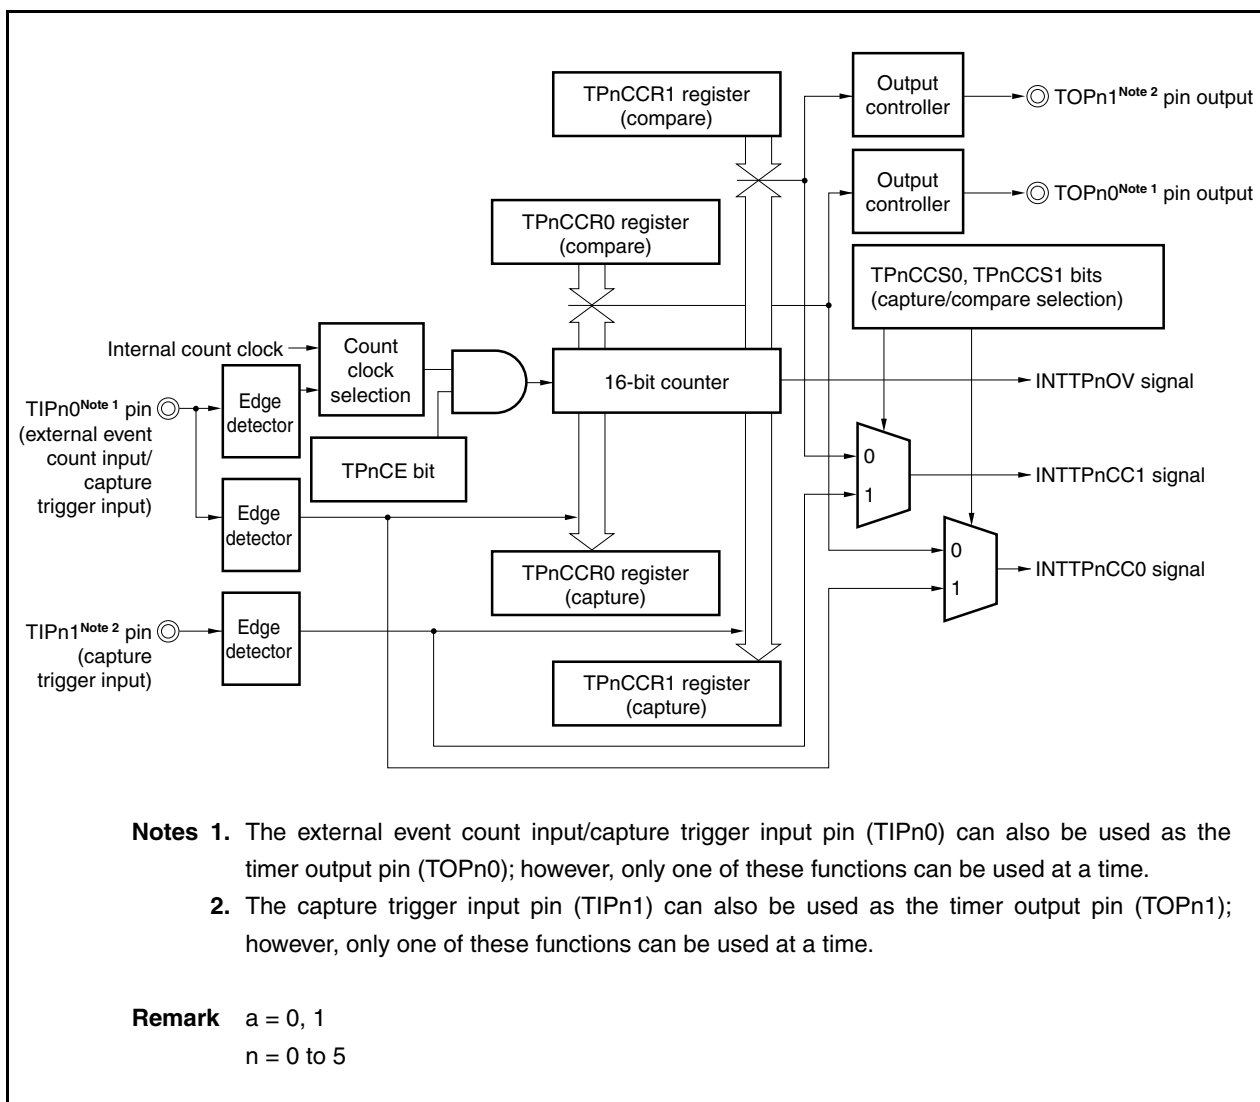 TPnCCR1 register
(compare)
Output
controller
TOPn1Note 2 pin output
Output
controller
TOPn0Note 1 pin output
TPnCCR0 register
(compare)
TPnCCS0, TPnCCS1 bits
(capture/compare selection)
Internal count clock
Count
clock
selection
16-bit counter
INTTPnOV signal
TIPn0Note 1 pin
(external event
count input/
capture
trigger input)
Edge
detector
TPnCE bit
0
1
INTTPnCC1 signal
Edge
detector
0
1
INTTPnCC0 signal
TPnCCR0 register
(capture)
TIPn1Note 2 pin
(capture
trigger input)
Edge
detector
TPnCCR1 register
(capture)
Notes 1. The external event count input/capture trigger input pin (TIPn0) can also be used as the
timer output pin (TOPn0); however, only one of these functions can be used at a time.
2. The capture trigger input pin (TIPn1) can also be used as the timer output pin (TOPn1);
however, only one of these functions can be used at a time.
Remark a = 0, 1
n = 0 to 5